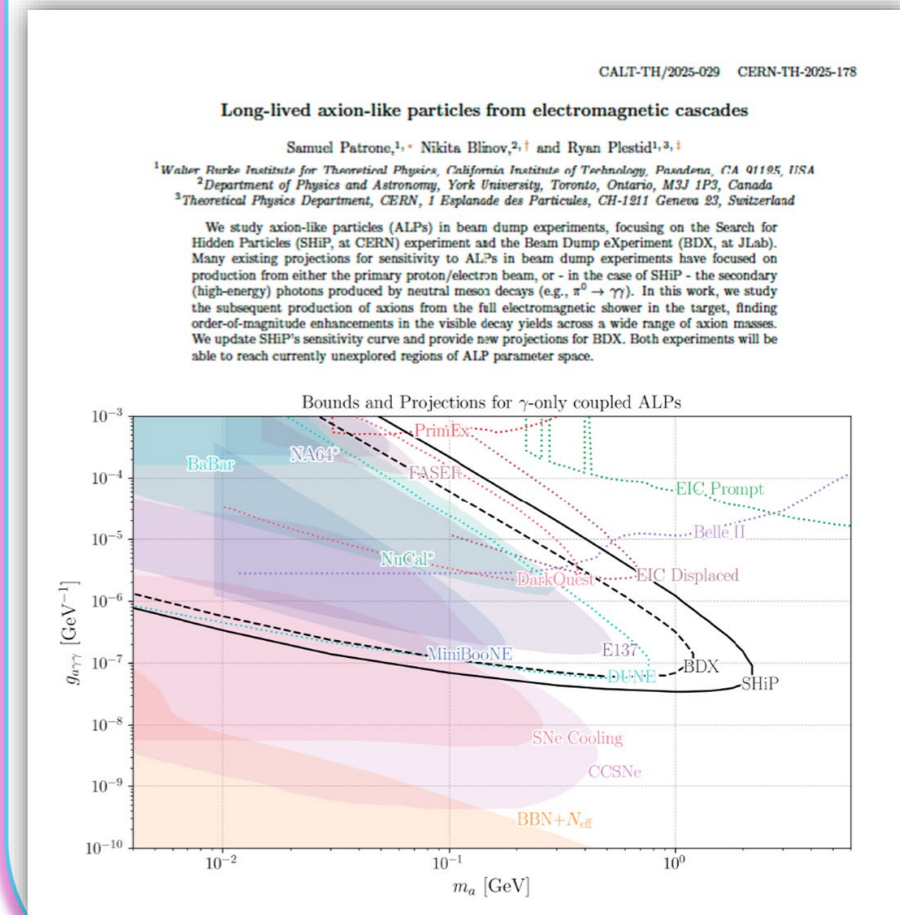 CALT-TH/2025-029 CERN-TH-2025-178
Long-lived axion-like particles from electromagnetic cascades
Samuel Patrone,1, * Nikita Blinov,2, † and Ryan Plestid1, 3, ‡
1Walter Burke Institute for Theoretical Physics, California Institute of Technology, Pasadena, CA 91125, USA
2Department of Physics and Astronomy, York University, Toronto, Ontario, M3J 1P3, Canada
3Theoretical Physics Department, CERN, 1 Esplanade des Particules, CH-1211 Geneva 23, Switzerland
We study axion-like particles (ALPs) in beam dump experiments, focusing on the Search for
Hidden Particles (SHiP, at CERN) experiment and the Beam Dump eXperiment (BDX, at JLab).
Many existing projections for sensitivity to ALPs in beam dump experiments have focused on
production from either the primary proton/electron beam, or - in the case of SHiP - the secondary
(high-energy) photons produced by neutral meson decays (e.g., π⁰ → γγ). In this work, we study
the subsequent production of axions from the full electromagnetic shower in the target, finding
order-of-magnitude enhancements in the visible decay yields across a wide range of axion masses.
We update SHiP's sensitivity curve and provide new projections for BDX. Both experiments will be
able to reach currently unexplored regions of ALP parameter space.
Bounds and Projections for γ-only coupled ALPs
10⁻³
PrimEx
BaBar
NA64*
FASER
10⁻⁴
EIC Prompt
10⁻⁵
Belle II
NuCal*
DarkQuest
EIC Displaced
10⁻⁶
gaγγ [GeV⁻¹]
MiniBooNE
E137
10⁻⁷
DUNE
BDX
SHiP
10⁻⁸
SNe Cooling
CCSNe
10⁻⁹
BBN+Neff
10⁻¹⁰
10⁻² 10⁻¹ 10⁰
ma [GeV]